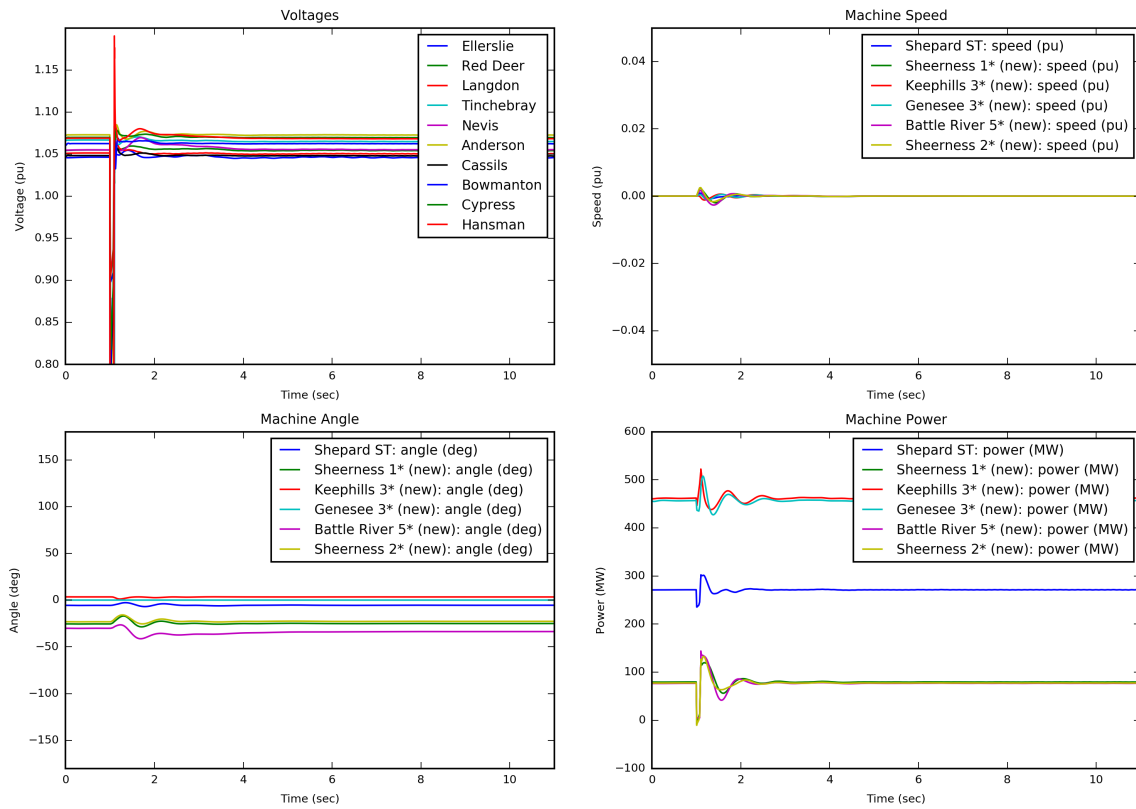 Voltages
Voltage (pu)
1.15
1.10
1.05
1.00
0.95
0.90
0.85
0.80
Ellerslie
Red Deer
Langdon
Tinchebray
Nevis
Anderson
Cassils
Bowmanton
Cypress
Hansman
0 2 4 6 8 10
Time (sec)
Machine Speed
Speed (pu)
0.04
0.02
0.00
−0.02
−0.04
Shepard ST: speed (pu)
Sheerness 1* (new): speed (pu)
Keephills 3* (new): speed (pu)
Genesee 3* (new): speed (pu)
Battle River 5* (new): speed (pu)
Sheerness 2* (new): speed (pu)
0 2 4 6 8 10
Time (sec)
Machine Angle
Angle (deg)
150
100
50
0
−50
−100
−150
Shepard ST: angle (deg)
Sheerness 1* (new): angle (deg)
Keephills 3* (new): angle (deg)
Genesee 3* (new): angle (deg)
Battle River 5* (new): angle (deg)
Sheerness 2* (new): angle (deg)
0 2 4 6 8 10
Time (sec)
Machine Power
Power (MW)
600
500
400
300
200
100
0
−100
Shepard ST: power (MW)
Sheerness 1* (new): power (MW)
Keephills 3* (new): power (MW)
Genesee 3* (new): power (MW)
Battle River 5* (new): power (MW)
Sheerness 2* (new): power (MW)
0 2 4 6 8 10
Time (sec)